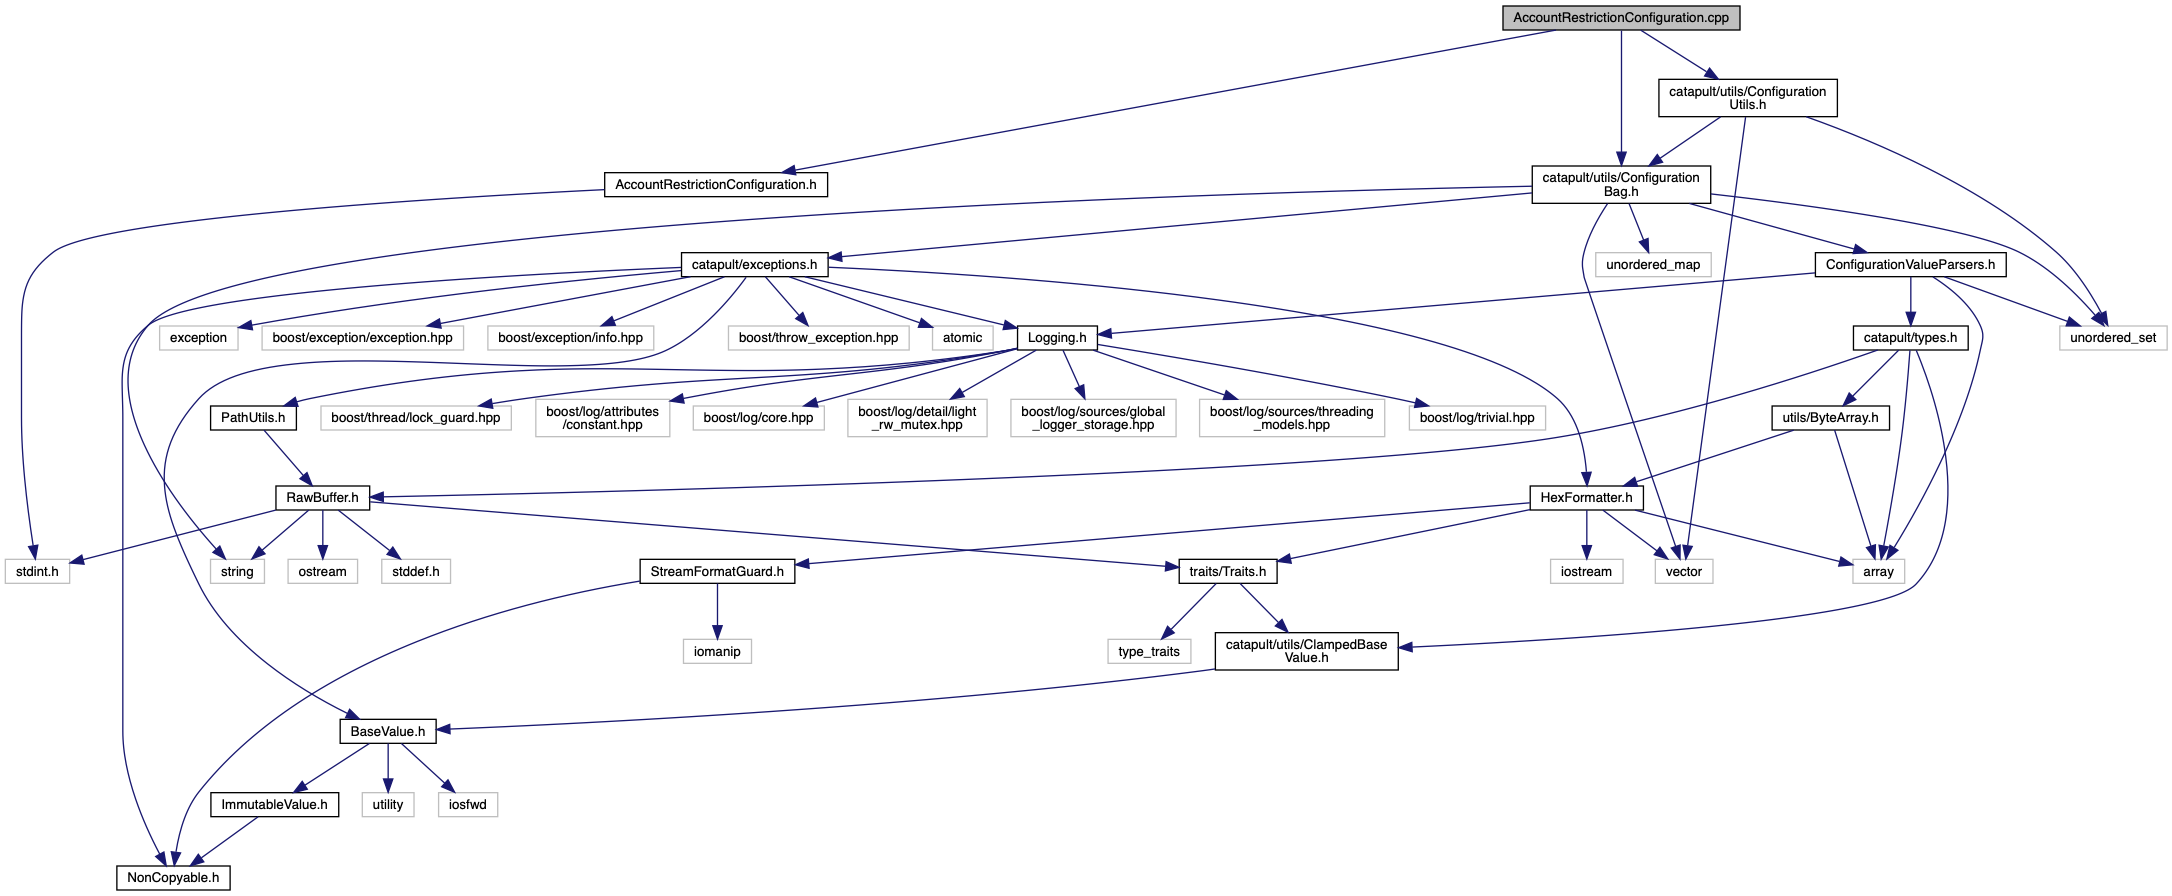 AccountRestrictionConfiguration.cpp
catapult/utils/Configuration
Utils.h
AccountRestrictionConfiguration.h
catapult/utils/Configuration
Bag.h
catapult/exceptions.h
unordered_map
ConfigurationValueParsers.h
exception
boost/exception/exception.hpp
boost/exception/info.hpp
boost/throw_exception.hpp
atomic
Logging.h
catapult/types.h
unordered_set
PathUtils.h
boost/thread/lock_guard.hpp
boost/log/attributes
/constant.hpp
boost/log/core.hpp
boost/log/detail/light
_rw_mutex.hpp
boost/log/sources/global
_logger_storage.hpp
boost/log/sources/threading
_models.hpp
boost/log/trivial.hpp
utils/ByteArray.h
RawBuffer.h
HexFormatter.h
stdint.h
string
ostream
stddef.h
StreamFormatGuard.h
traits/Traits.h
iostream
vector
array
iomanip
type_traits
catapult/utils/ClampedBase
Value.h
BaseValue.h
ImmutableValue.h
utility
iosfwd
NonCopyable.h